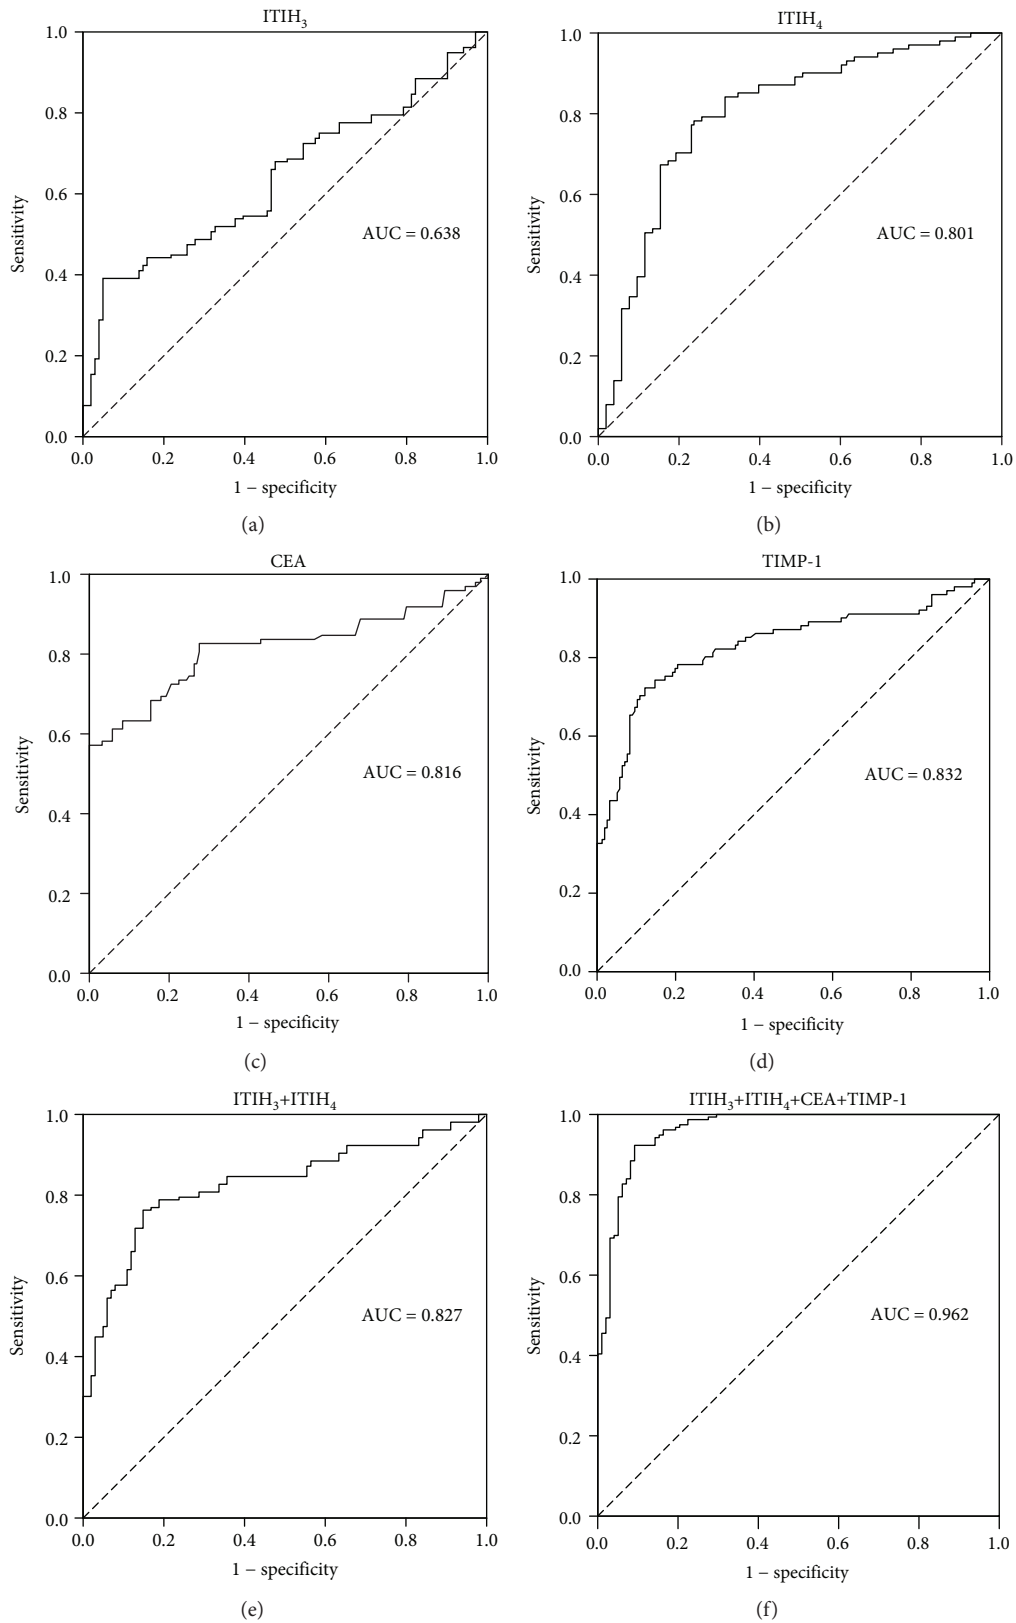 ITIH₃
1.0
0.8
0.6
0.4
0.2
0.0
Sensitivity
AUC = 0.638
0.0 0.2 0.4 0.6 0.8 1.0
1 − specificity
(a)
ITIH₄
1.0
0.8
0.6
0.4
0.2
0.0
Sensitivity
AUC = 0.801
0.0 0.2 0.4 0.6 0.8 1.0
1 − specificity
(b)
CEA
1.0
0.8
0.6
0.4
0.2
0.0
Sensitivity
AUC = 0.816
0.0 0.2 0.4 0.6 0.8 1.0
1 − specificity
(c)
TIMP-1
1.0
0.8
0.6
0.4
0.2
0.0
Sensitivity
AUC = 0.832
0.0 0.2 0.4 0.6 0.8 1.0
1 − specificity
(d)
ITIH₃+ITIH₄
1.0
0.8
0.6
0.4
0.2
0.0
Sensitivity
AUC = 0.827
0.0 0.2 0.4 0.6 0.8 1.0
1 − specificity
(e)
ITIH₃+ITIH₄+CEA+TIMP-1
1.0
0.8
0.6
0.4
0.2
0.0
Sensitivity
AUC = 0.962
0.0 0.2 0.4 0.6 0.8 1.0
1 − specificity
(f)